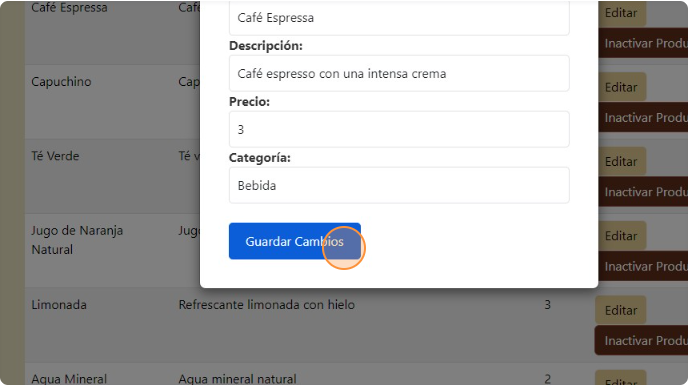 Café Espressa
Editar
Inactivar Produ
Capuchino
Cap
Editar
Inactivar Produ
Té Verde
Té v
Editar
Inactivar Produ
Jugo de Naranja
Natural
Jugo
Editar
Inactivar Produ
Limonada
Refrescante limonada con hielo
3
Editar
Inactivar Produ
Agua Mineral
Agua mineral natural
2
Editar
Café Espressa
Descripción:
Café espresso con una intensa crema
Precio:
3
Categoría:
Bebida
Guardar Cambios